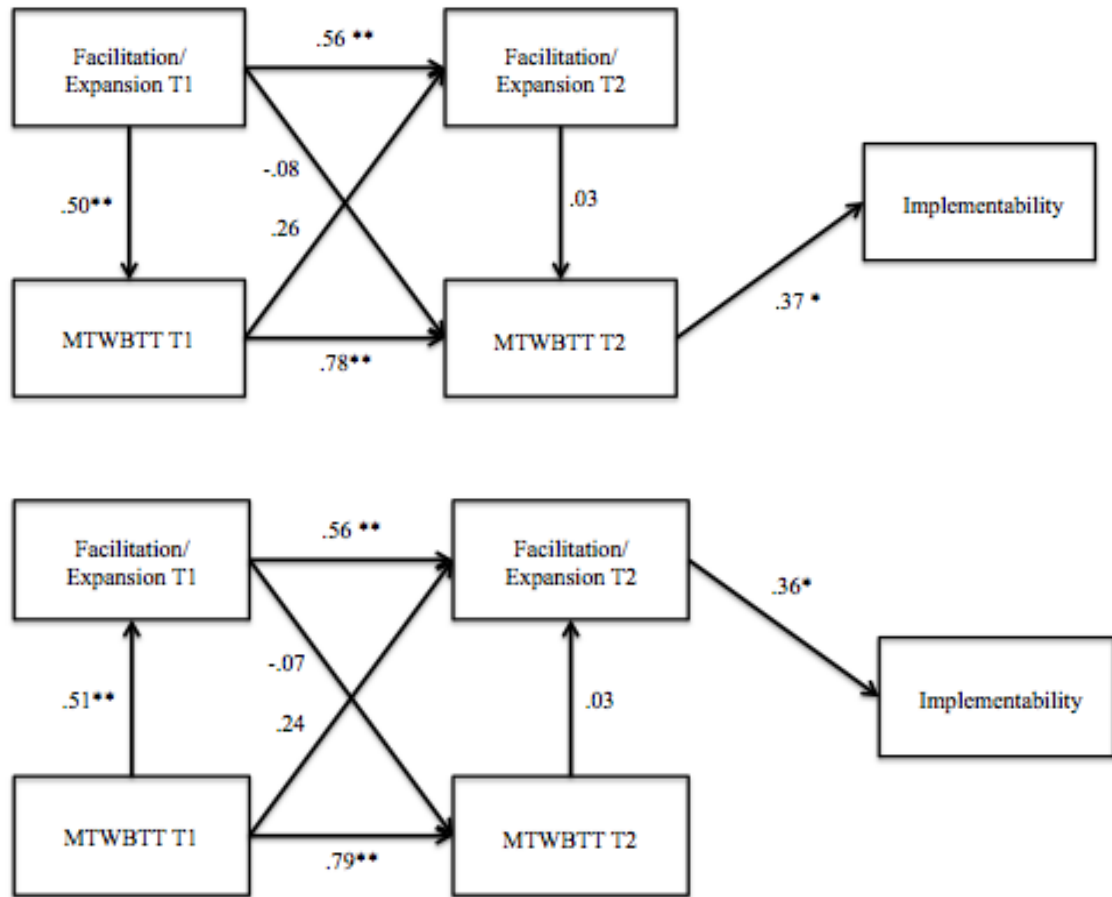 .56 **
Facilitation/
Expansion T1
Facilitation/
Expansion T2
-.08
.50**
.26
.03
Implementability
.37 *
MTWBTT T1
MTWBTT T2
.78**
.56 **
Facilitation/
Expansion T1
Facilitation/
Expansion T2
.36*
-.07
.51**
.24
.03
Implementability
MTWBTT T1
MTWBTT T2
.79**